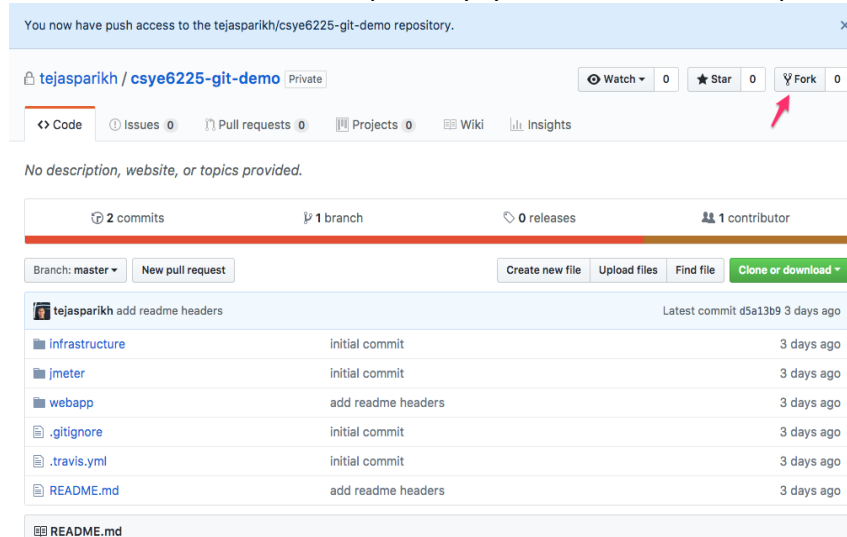 You now have push access to the tejasparikh/csye6225-git-demo repository.
tejasparikh / csye6225-git-demo Private Watch 0 Star 0 Fork 0
Code Issues 0 Pull requests 0 Projects 0 Wiki Insights
No description, website, or topics provided.
2 commits 1 branch 0 releases 1 contributor
Branch: master New pull request Create new file Upload files Find file Clone or download
tejasparikh add readme headers Latest commit d5a13b9 3 days ago
infrastructure initial commit 3 days ago
jmeter initial commit 3 days ago
webapp add readme headers 3 days ago
.gitignore initial commit 3 days ago
.travis.yml initial commit 3 days ago
README.md add readme headers 3 days ago
README.md